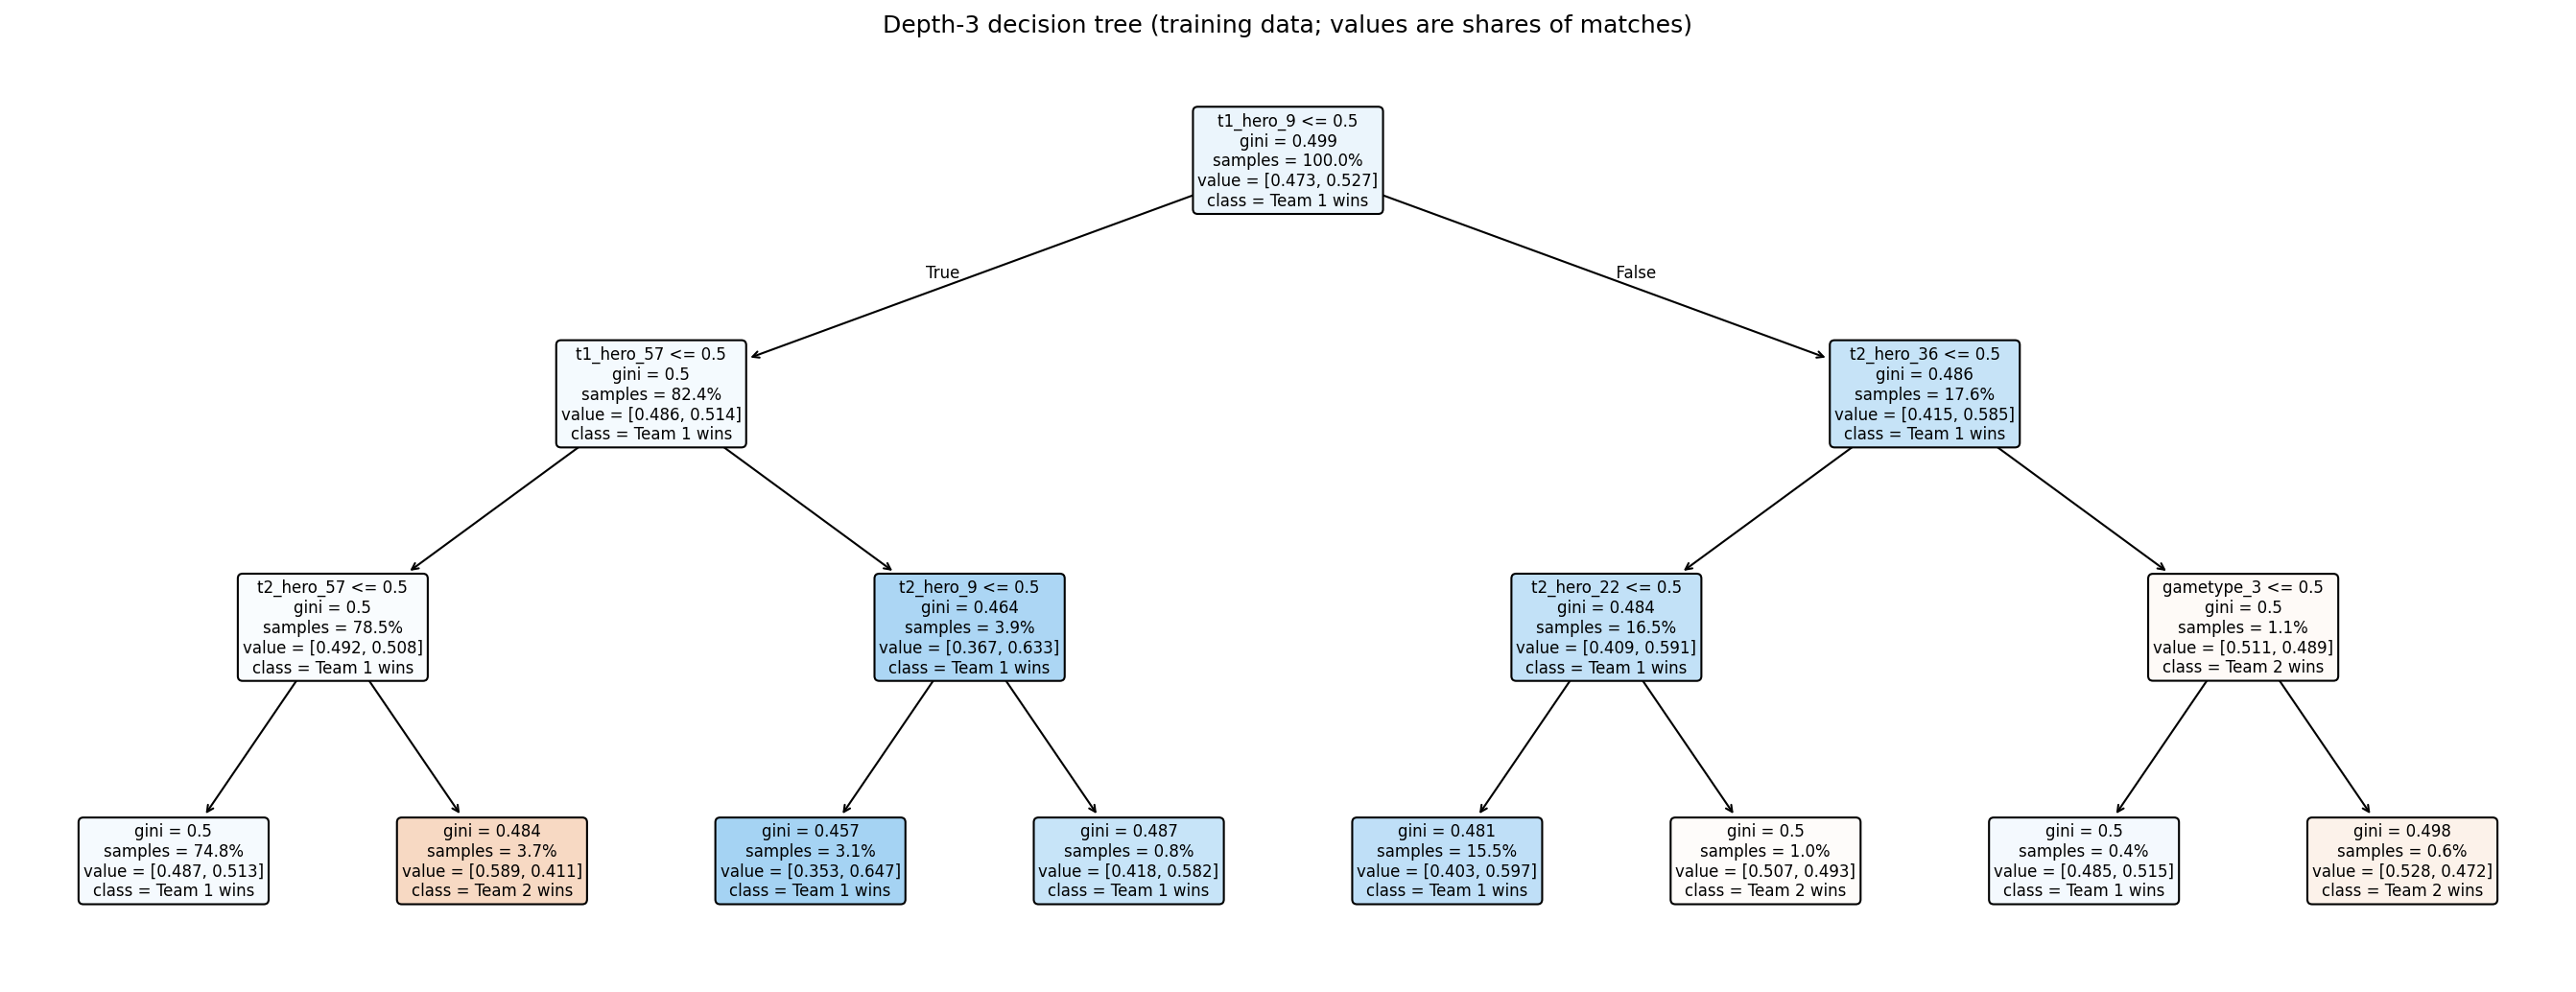 Depth-3 decision tree (training data; values are shares of matches)
t1_hero_9 <= 0.5
gini = 0.499
samples = 100.0%
value = [0.473, 0.527]
class = Team 1 wins
True
False
t1_hero_57 <= 0.5
gini = 0.5
samples = 82.4%
value = [0.486, 0.514]
class = Team 1 wins
t2_hero_36 <= 0.5
gini = 0.486
samples = 17.6%
value = [0.415, 0.585]
class = Team 1 wins
t2_hero_57 <= 0.5
gini = 0.5
samples = 78.5%
value = [0.492, 0.508]
class = Team 1 wins
t2_hero_9 <= 0.5
gini = 0.464
samples = 3.9%
value = [0.367, 0.633]
class = Team 1 wins
t2_hero_22 <= 0.5
gini = 0.484
samples = 16.5%
value = [0.409, 0.591]
class = Team 1 wins
gametype_3 <= 0.5
gini = 0.5
samples = 1.1%
value = [0.511, 0.489]
class = Team 2 wins
gini = 0.5
samples = 74.8%
value = [0.487, 0.513]
class = Team 1 wins
gini = 0.484
samples = 3.7%
value = [0.589, 0.411]
class = Team 2 wins
gini = 0.457
samples = 3.1%
value = [0.353, 0.647]
class = Team 1 wins
gini = 0.487
samples = 0.8%
value = [0.418, 0.582]
class = Team 1 wins
gini = 0.481
samples = 15.5%
value = [0.403, 0.597]
class = Team 1 wins
gini = 0.5
samples = 1.0%
value = [0.507, 0.493]
class = Team 2 wins
gini = 0.5
samples = 0.4%
value = [0.485, 0.515]
class = Team 1 wins
gini = 0.498
samples = 0.6%
value = [0.528, 0.472]
class = Team 2 wins